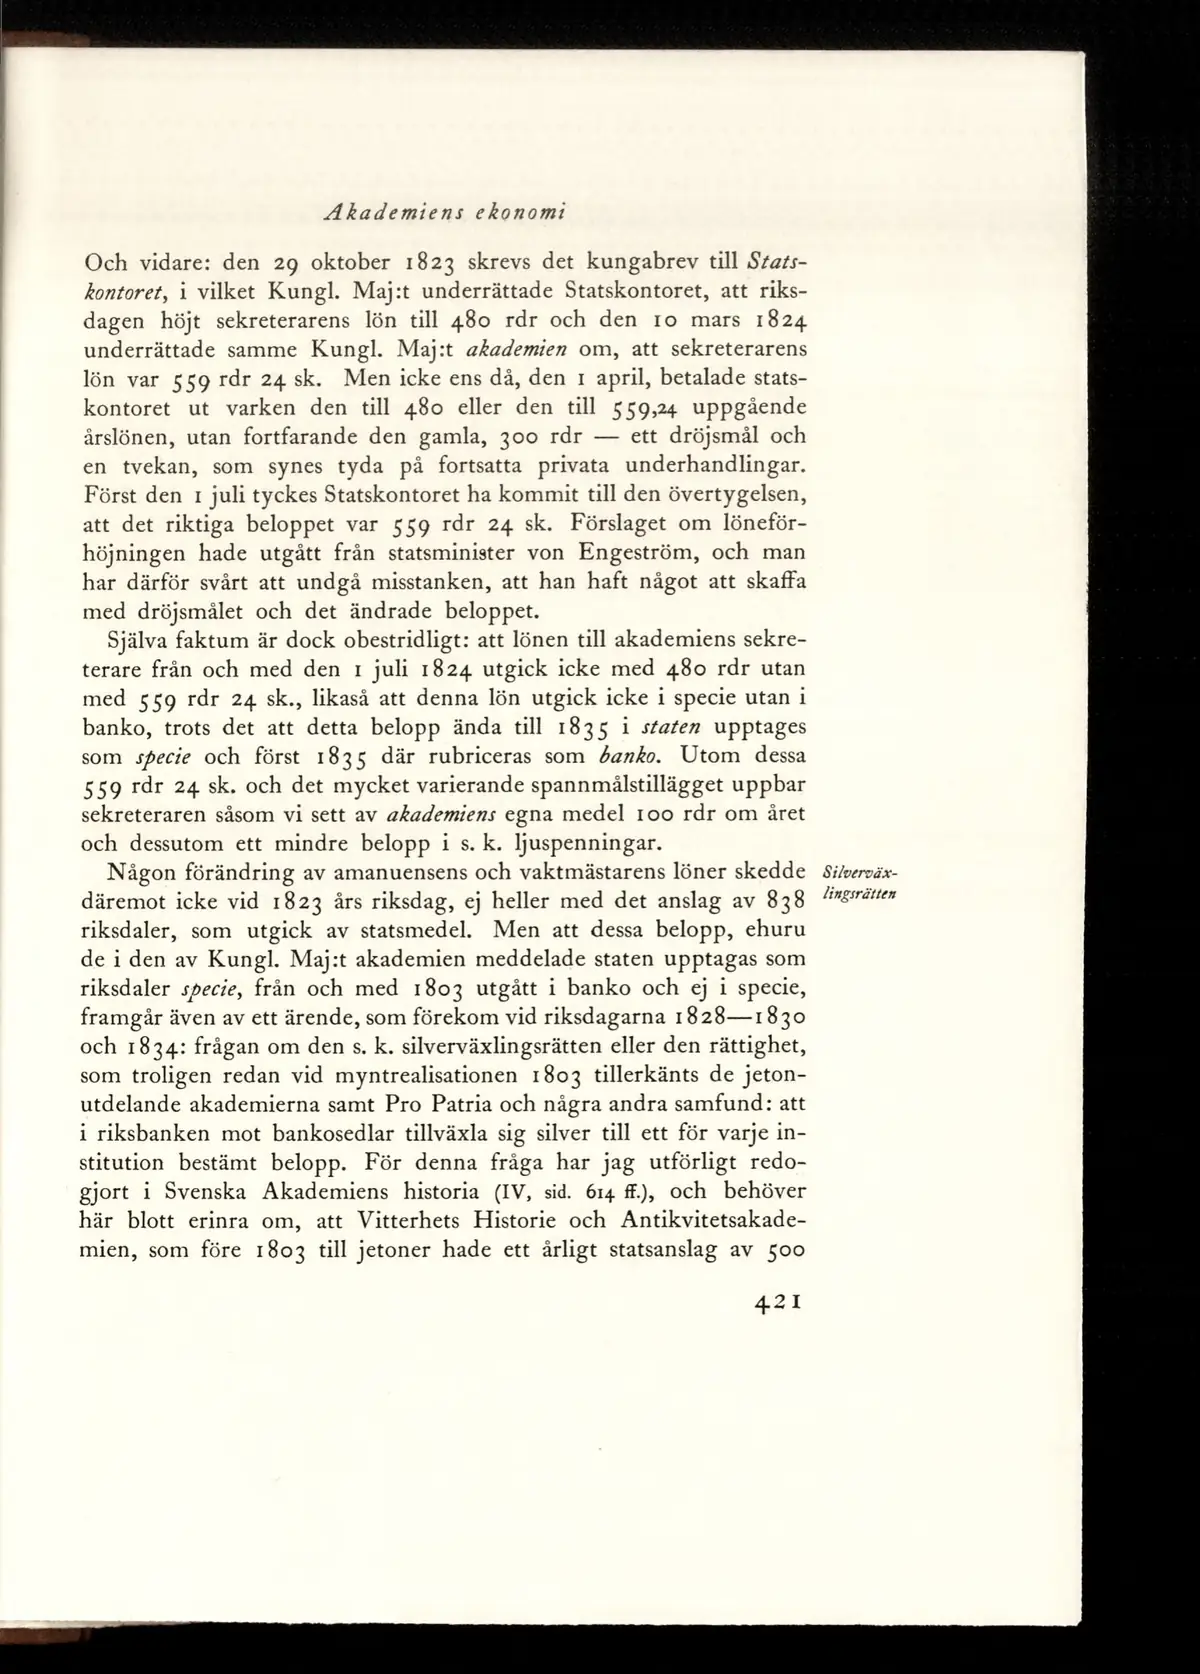 Akademiens ekonomi
Och vidare: den 29 oktober 1823 skrevs det kungabrev till Stats-
kontoret, i vilket Kungl. Maj:t underrättade Statskontoret, att riks-
dagen höjt sekreterarens lön till 480 rdr och den 10 mars 1824
underrättade samme Kungl. Maj:t akademien om, att sekreterarens
lön var 559 rdr 24 sk. Men icke ens då, den 1 april, betalade stats-
kontoret ut varken den till 480 eller den till 559,24 uppgående
årslönen, utan fortfarande den gamla, 300 rdr — ett dröjsmål och
en tvekan, som synes tyda på fortsatta privata underhandlingar.
Först den 1 juli tyckes Statskontoret ha kommit till den övertygelsen,
att det riktiga beloppet var 559 rdr 24 sk. Förslaget om löneför-
höjningen hade utgått från statsminister von Engeström, och man
har därför svårt att undgå misstanken, att han haft något att skaffa
med dröjsmålet och det ändrade beloppet.
Själva faktum är dock obestridligt: att lönen till akademiens sekre-
terare från och med den 1 juli 1824 utgick icke med 480 rdr utan
med 559 rdr 24 sk., likaså att denna lön utgick icke i specie utan i
banko, trots det att detta belopp ända till 1835 i staten upptages
som specie och först 1835 där rubriceras som banko. Utom dessa
559 rdr 24 sk. och det mycket varierande spannmålstillägget uppbar
sekreteraren såsom vi sett av akademiens egna medel 100 rdr om året
och dessutom ett mindre belopp i s. k. ljuspenningar.
Någon förändring av amanuensens och vaktmästarens löner skedde
däremot icke vid 1823 års riksdag, ej heller med det anslag av 838
riksdaler, som utgick av statsmedel. Men att dessa belopp, ehuru
de i den av Kungl. Maj:t akademien meddelade staten upptagas som
riksdaler specie, från och med 1803 utgått i banko och ej i specie,
framgår även av ett ärende, som förekom vid riksdagarna 1828—1830
och 1834: frågan om den s. k. silverväxlingsrätten eller den rättighet,
som troligen redan vid myntrealisationen 1803 tillerkänts de jeton-
utdelande akademierna samt Pro Patria och några andra samfund: att
i riksbanken mot bankosedlar tillväxla sig silver till ett för varje in-
stitution bestämt belopp. För denna fråga har jag utförligt redo-
gjort i Svenska Akademiens historia (IV, sid. 614 ff.), och behöver
här blott erinra om, att Vitterhets Historie och Antikvitetsakade-
mien, som före 1803 till jetoner hade ett årligt statsanslag av 500
Silverväx-
lingsrätten
421